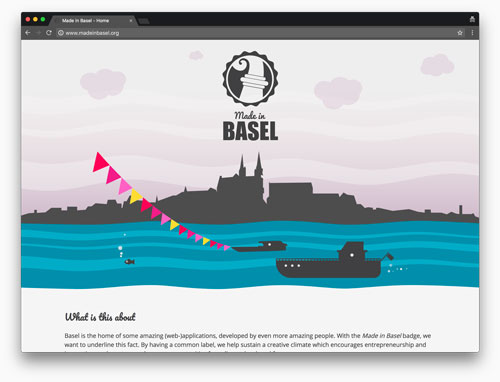 Made in Basel - Home
www.madeinbasel.org
Made in
BASEL
What is this about
Basel is the home of some amazing (web-)applications, developed by even more amazing people. With the Made in Basel badge, we
want to underline this fact. By having a common label, we help sustain a creative climate which encourages entrepreneurship and